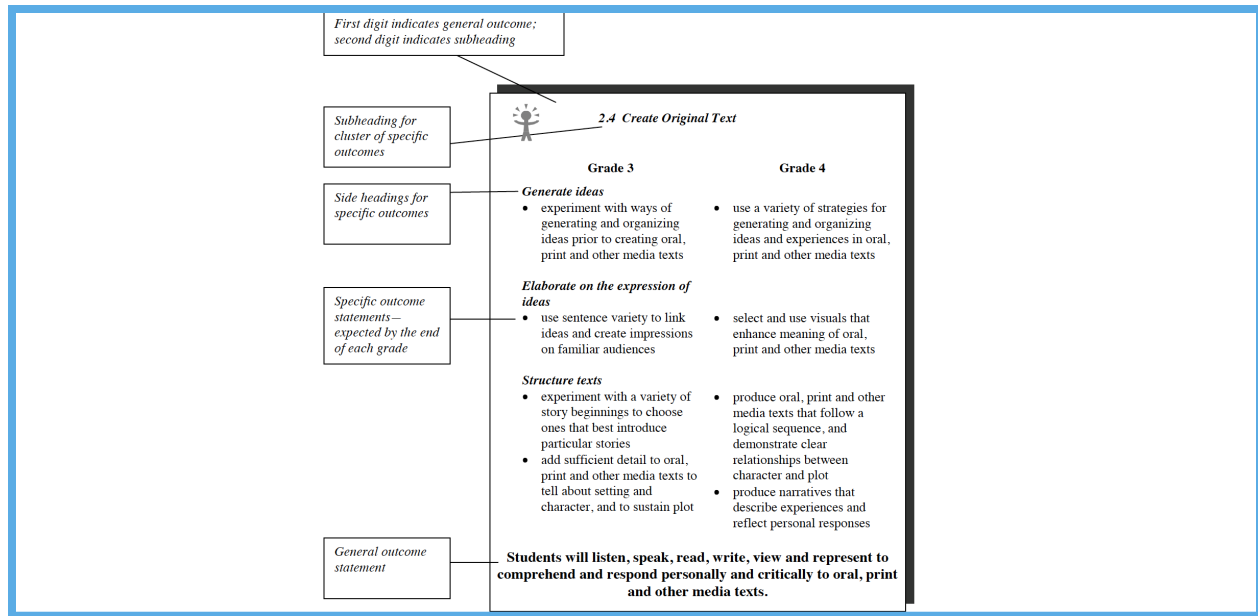 First digit indicates general outcome;
second digit indicates subheading
Subheading for
cluster of specific
outcomes
Side headings for
specific outcomes
Specific outcome
statements—
expected by the end
of each grade
General outcome
statement
2.4 Create Original Text
Grade 3
Generate ideas
• experiment with ways of
generating and organizing
ideas prior to creating oral,
print and other media texts
Elaborate on the expression of
ideas
• use sentence variety to link
ideas and create impressions
on familiar audiences
Structure texts
• experiment with a variety of
story beginnings to choose
ones that best introduce
particular stories
• add sufficient detail to oral,
print and other media texts to
tell about setting and
character, and to sustain plot
Grade 4
• use a variety of strategies for
generating and organizing
ideas and experiences in oral,
print and other media texts
• select and use visuals that
enhance meaning of oral,
print and other media texts
• produce oral, print and other
media texts that follow a
logical sequence, and
demonstrate clear
relationships between
character and plot
• produce narratives that
describe experiences and
reflect personal responses
Students will listen, speak, read, write, view and represent to
comprehend and respond personally and critically to oral, print
and other media texts.